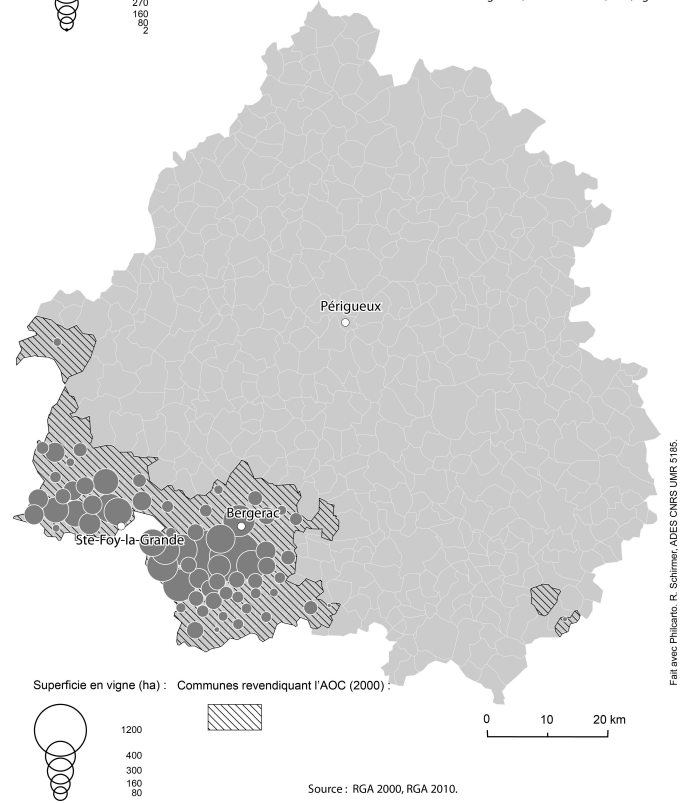 270
160
80
2
Périgueux
Bergerac
Ste-Foy-la-Grande
Fait avec Philcarto. R. Schirmer, ADES CNRS UMR 5185.
Superficie en vigne (ha) : Communes revendiquant l'AOC (2000) :
1200
400
300
160
80
0 10 20 km
Source : RGA 2000, RGA 2010.